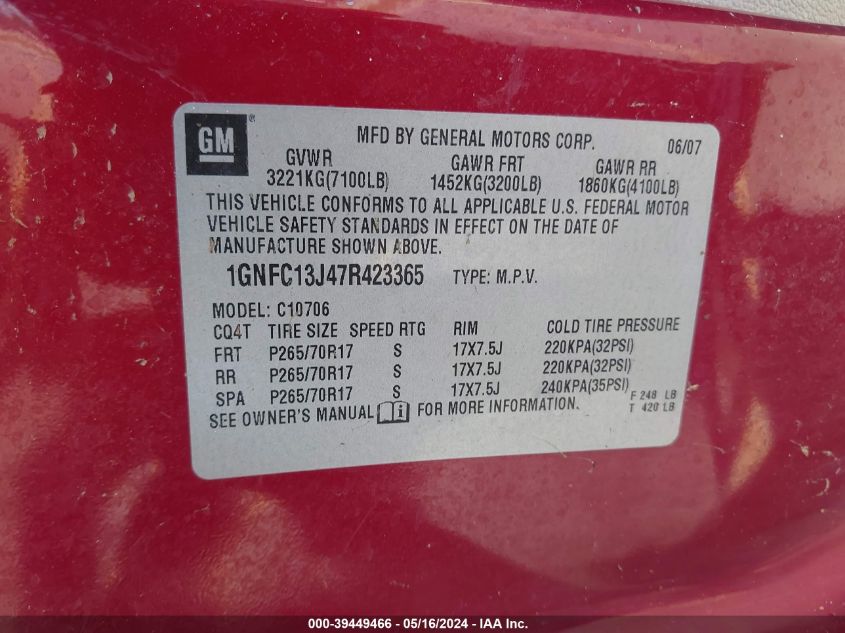 GM ®
MFD BY GENERAL MOTORS CORP. 06/07
GVWR GAWR FRT GAWR RR
3221KG(7100LB) 1452KG(3200LB) 1860KG(4100LB)
THIS VEHICLE CONFORMS TO ALL APPLICABLE U.S. FEDERAL MOTOR
VEHICLE SAFETY STANDARDS IN EFFECT ON THE DATE OF
MANUFACTURE SHOWN ABOVE.
1GNFC13J47R423365 TYPE: M.P.V.
MODEL: C10706
CQ4T TIRE SIZE SPEED RTG RIM COLD TIRE PRESSURE
FRT P265/70R17 S 17X7.5J 220KPA(32PSI)
RR P265/70R17 S 17X7.5J 220KPA(32PSI)
SPA P265/70R17 S 17X7.5J 240KPA(35PSI)
F 248 LB
SEE OWNER'S MANUAL i FOR MORE INFORMATION. T 420 LB
000-39449466 - 05/16/2024 - IAA Inc.